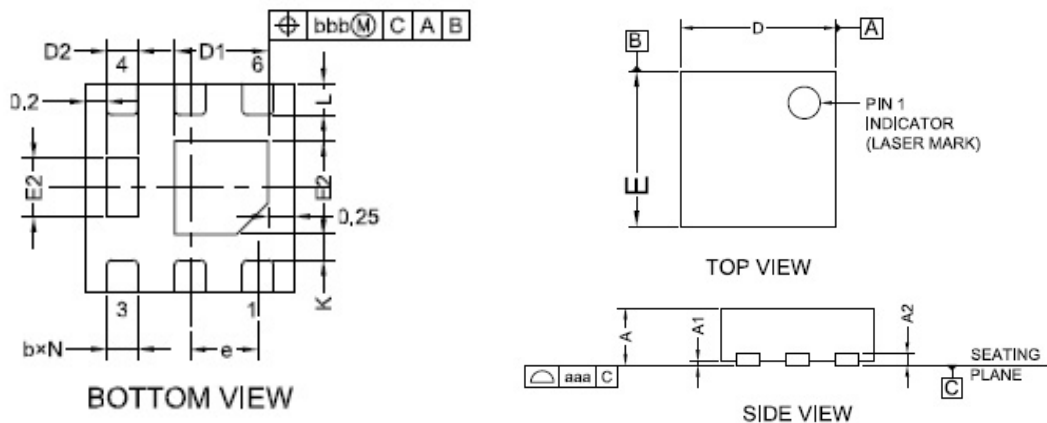 ⌖ bbbⓂ C A B
D2
D1
4
6
0,2
L
E2
E2
0,25
3
1
K
b×N
e
BOTTOM VIEW
B
D
A
PIN 1
INDICATOR
(LASER MARK)
E
TOP VIEW
A
A1
A2
SEATING
PLANE
⌓ aaa C
C
SIDE VIEW